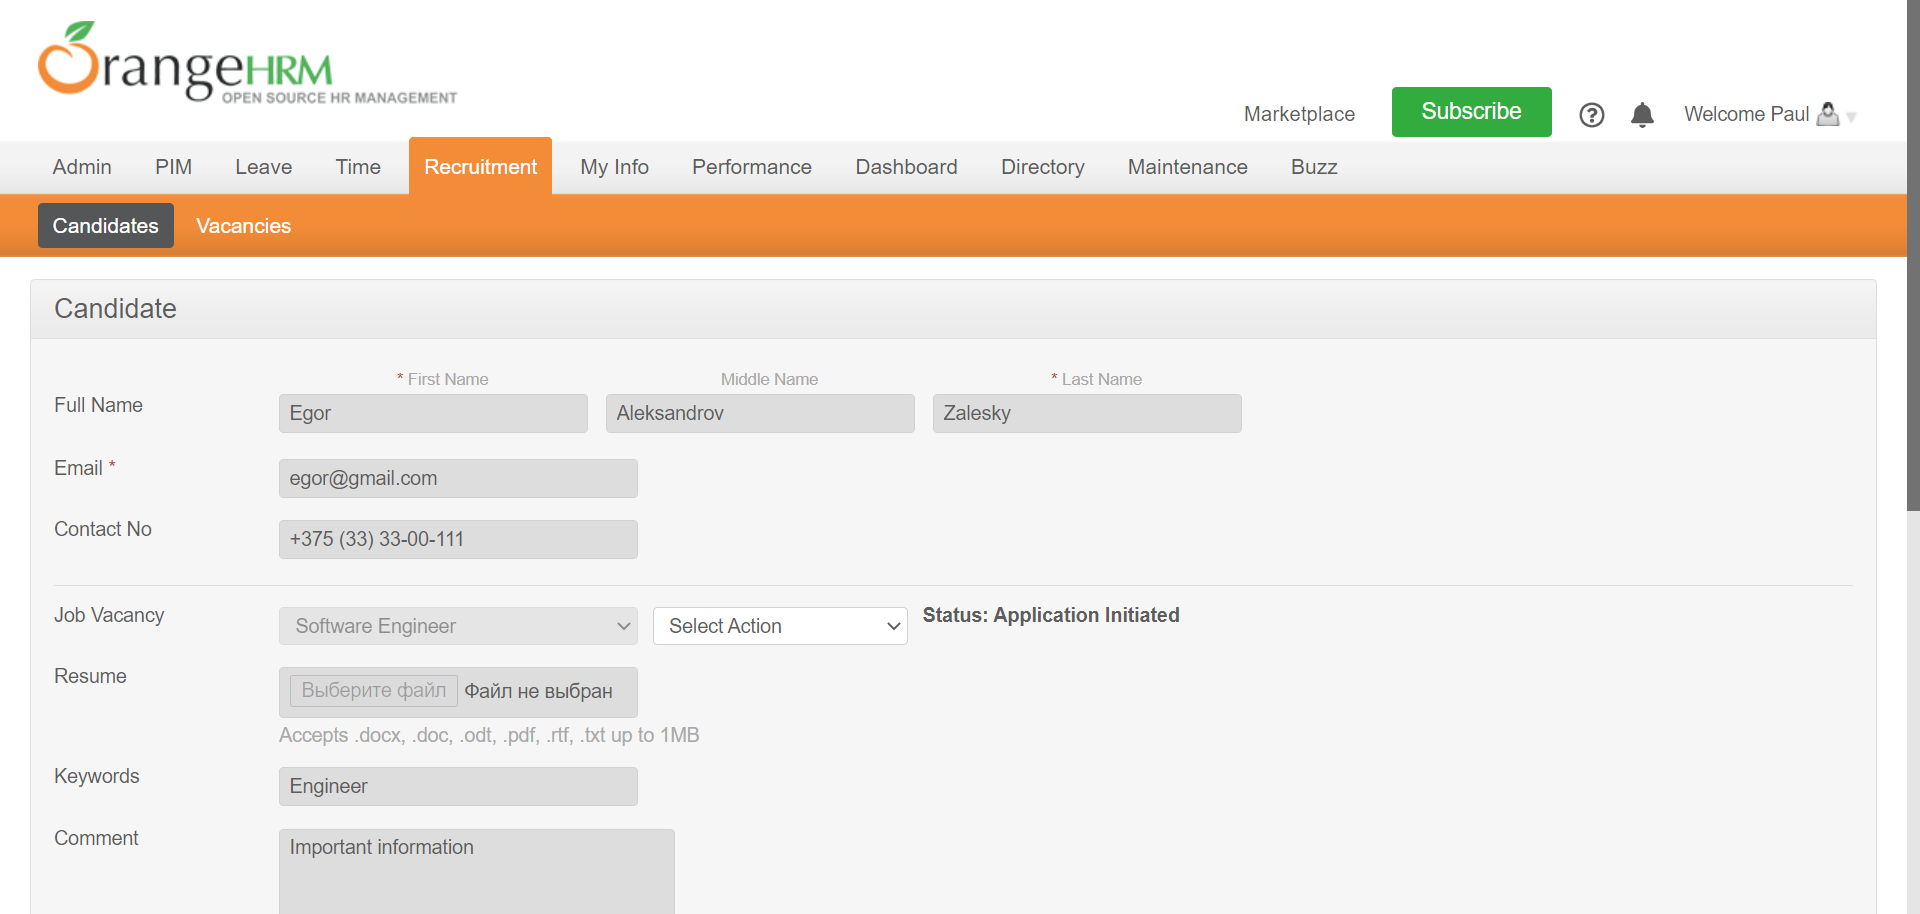 OrangeHRM
OPEN SOURCE HR MANAGEMENT
Marketplace
Subscribe
Welcome Paul
Admin PIM Leave Time Recruitment My Info Performance Dashboard Directory Maintenance Buzz
Candidates Vacancies
Candidate
* First Name Middle Name * Last Name
Full Name Egor Aleksandrov Zalesky
Email * egor@gmail.com
Contact No +375 (33) 33-00-111
Job Vacancy Software Engineer Select Action Status: Application Initiated
Resume Выберите файл Файл не выбран
Accepts .docx, .doc, .odt, .pdf, .rtf, .txt up to 1MB
Keywords Engineer
Comment Important information